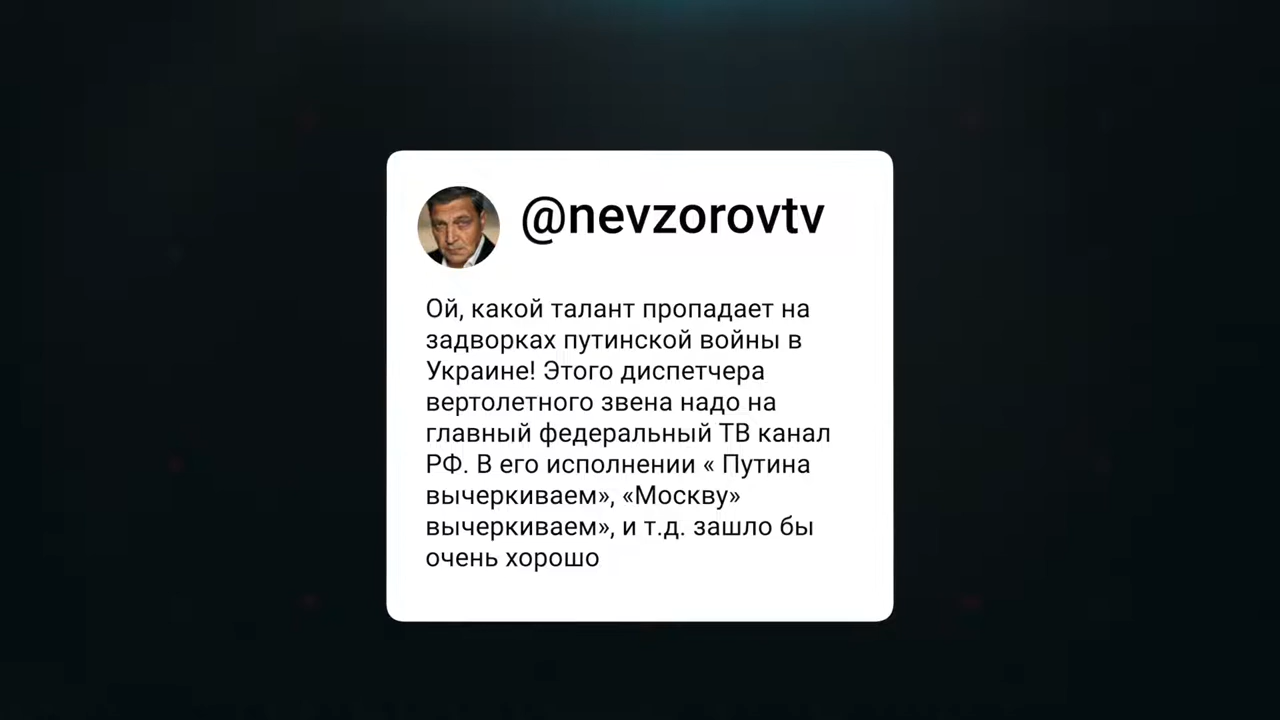 @nevzorovtv
Ой, какой талант пропадает на
задворках путинской войны в
Украине! Этого диспетчера
вертолетного звена надо на
главный федеральный ТВ канал
РФ. В его исполнении « Путина
вычеркиваем», «Москву»
вычеркиваем», и т.д. зашло бы
очень хорошо